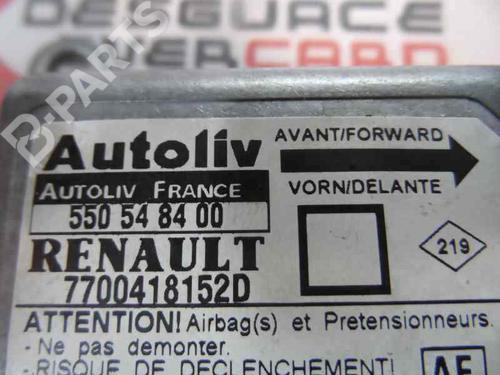 DESGUACE
B-PARTS
Autoliv
AVANT/FORWARD
AUTOLIV FRANCE
VORN/DELANTE
550 54 84 00
219
RENAULT
7700418152D
ATTENTION! Airbag(s) et Pretensionneurs.
- Ne pas demonter.
-RISQUE DE DECLENCHEMENT!
AE